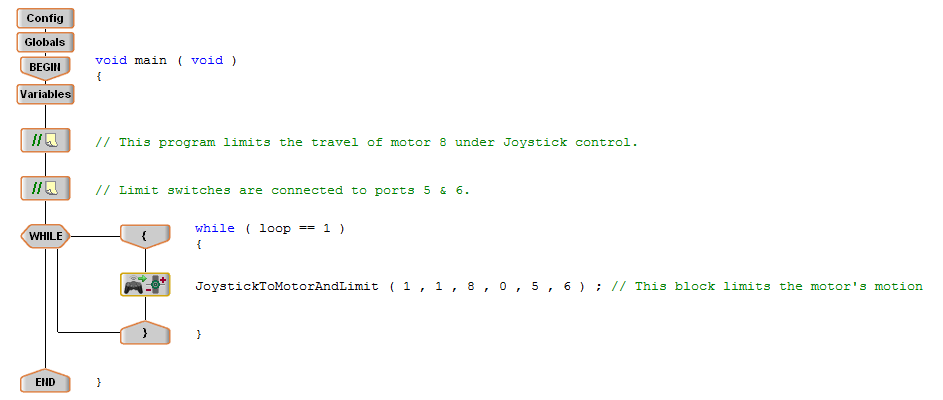 Config
Globals
BEGIN void main ( void )
{
Variables
// // This program limits the travel of motor 8 under Joystick control.
// // Limit switches are connected to ports 5 & 6.
WHILE { while ( loop == 1 )
{
JoystickToMotorAndLimit ( 1 , 1 , 8 , 0 , 5 , 6 ) ; // This block limits the motor's motion
} }
END }